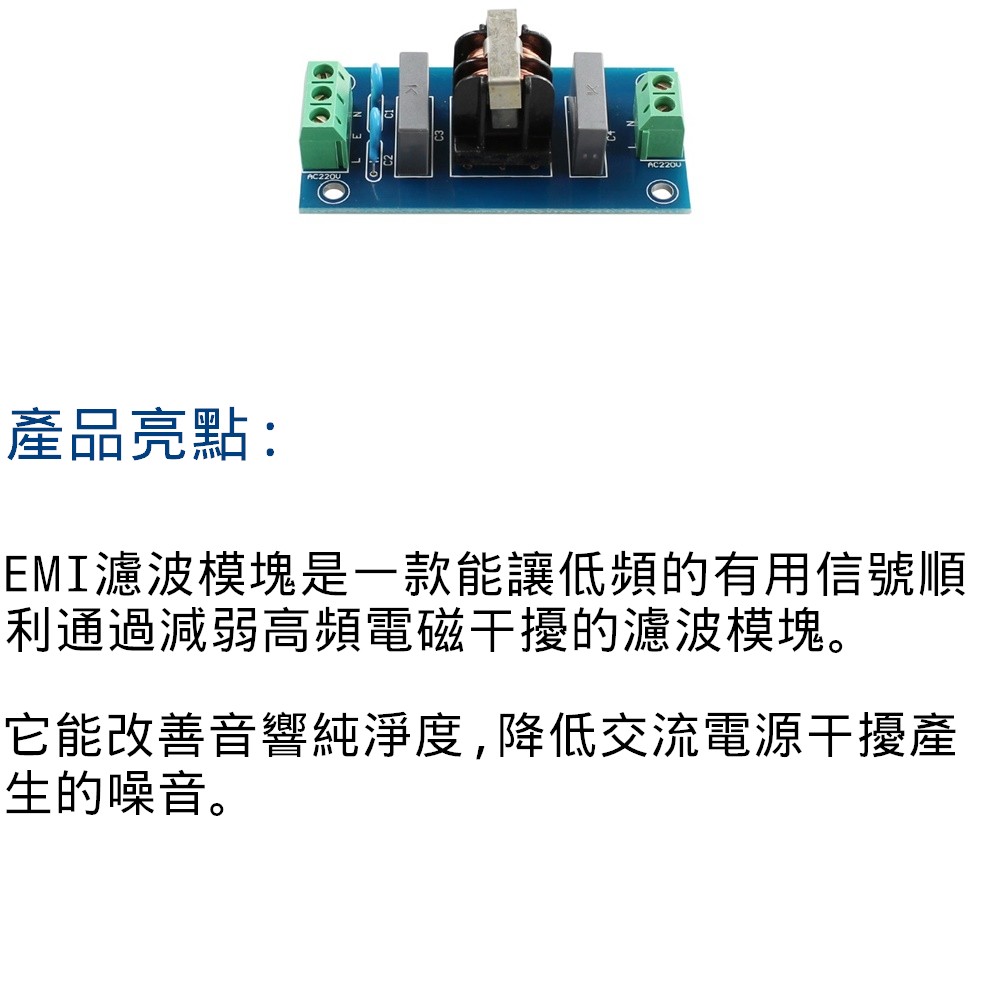 N
E
L
AC220V
C1
C2
C3
C4
N
L
AC220V
產品亮點:
EMI濾波模塊是一款能讓低頻的有用信號順
利通過減弱高頻電磁干擾的濾波模塊。
它能改善音響純淨度,降低交流電源干擾產
生的噪音。